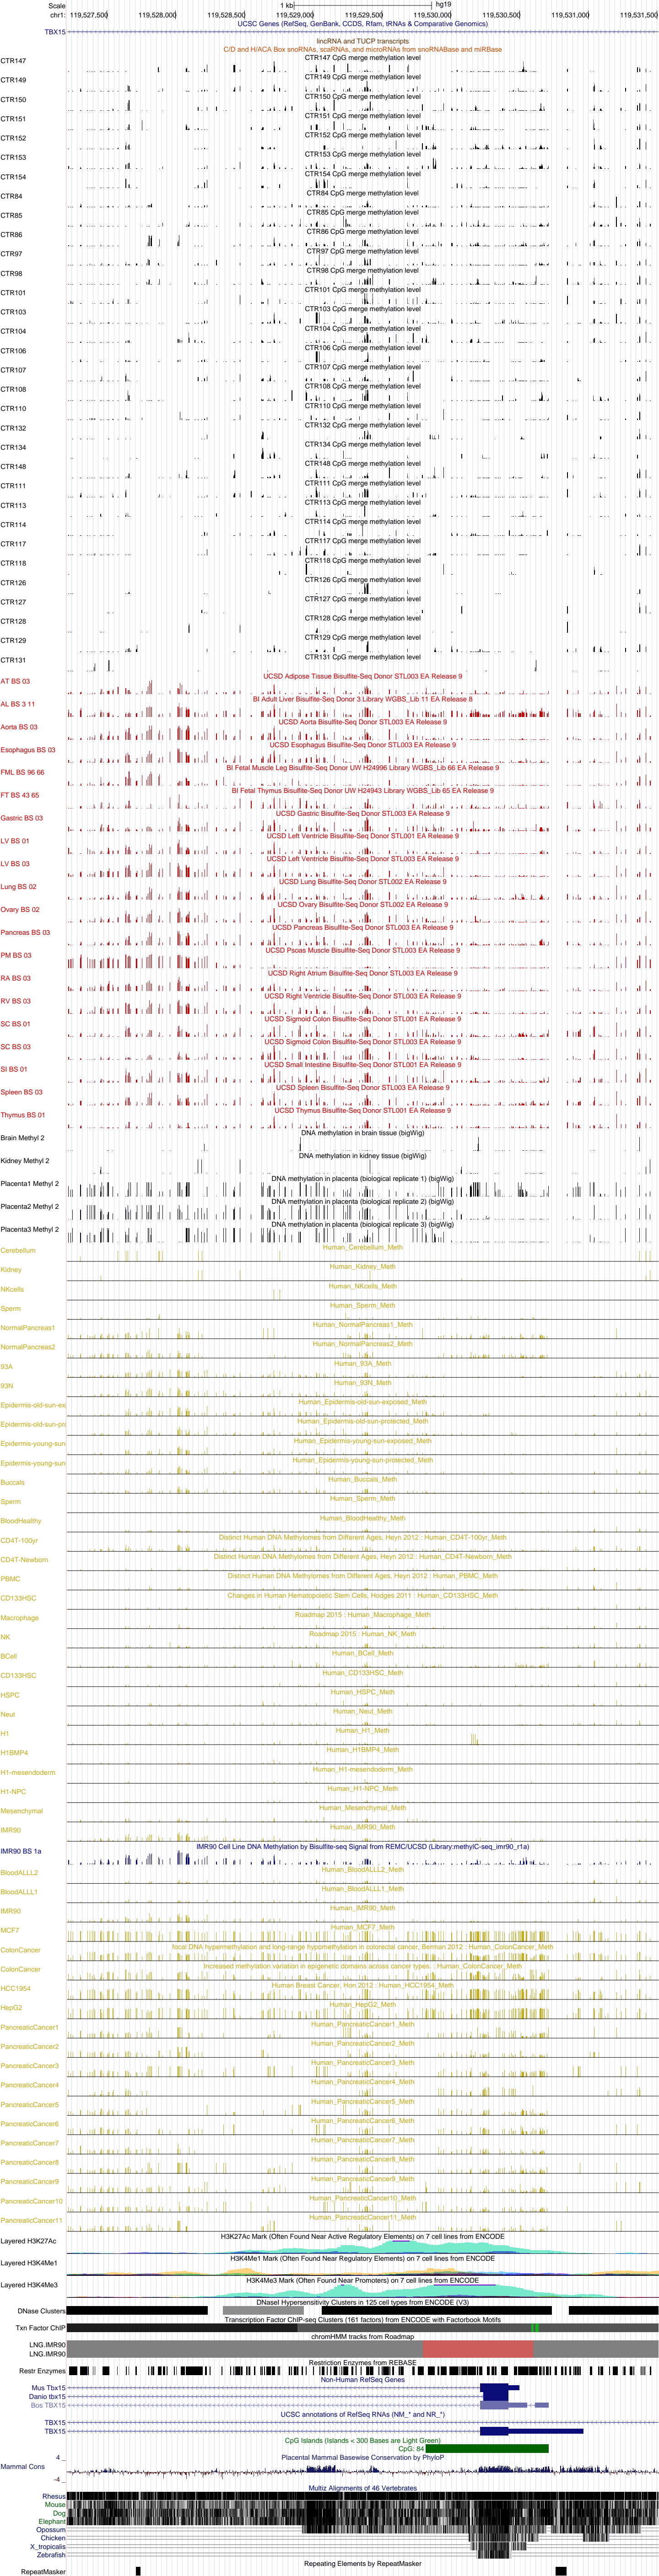 Scale 1 kb hg19
chr1: 119,527,500 119,528,000 119,528,500 119,529,000 119,529,500 119,530,000 119,530,500 119,531,000 119,531,500
UCSC Genes (RefSeq, GenBank, CCDS, Rfam, tRNAs & Comparative Genomics)
TBX15
lincRNA and TUCP transcripts
C/D and H/ACA Box snoRNAs, scaRNAs, and microRNAs from snoRNABase and miRBase
CTR147 CpG merge methylation level
CTR147
CTR149 CpG merge methylation level
CTR149
CTR150 CpG merge methylation level
CTR150
CTR151 CpG merge methylation level
CTR151
CTR152 CpG merge methylation level
CTR152
CTR153 CpG merge methylation level
CTR153
CTR154 CpG merge methylation level
CTR154
CTR84 CpG merge methylation level
CTR84
CTR85 CpG merge methylation level
CTR85
CTR86 CpG merge methylation level
CTR86
CTR97 CpG merge methylation level
CTR97
CTR98 CpG merge methylation level
CTR98
CTR101 CpG merge methylation level
CTR101
CTR103 CpG merge methylation level
CTR103
CTR104 CpG merge methylation level
CTR104
CTR106 CpG merge methylation level
CTR106
CTR107 CpG merge methylation level
CTR107
CTR108 CpG merge methylation level
CTR108
CTR110 CpG merge methylation level
CTR110
CTR132 CpG merge methylation level
CTR132
CTR134 CpG merge methylation level
CTR134
CTR148 CpG merge methylation level
CTR148
CTR111 CpG merge methylation level
CTR111
CTR113 CpG merge methylation level
CTR113
CTR114 CpG merge methylation level
CTR114
CTR117 CpG merge methylation level
CTR117
CTR118 CpG merge methylation level
CTR118
CTR126 CpG merge methylation level
CTR126
CTR127 CpG merge methylation level
CTR127
CTR128 CpG merge methylation level
CTR128
CTR129 CpG merge methylation level
CTR129
CTR131 CpG merge methylation level
CTR131
UCSD Adipose Tissue Bisulfite-Seq Donor STL003 EA Release 9
AT BS 03
BI Adult Liver Bisulfite-Seq Donor 3 Library WGBS_Lib 11 EA Release 8
AL BS 3 11
UCSD Aorta Bisulfite-Seq Donor STL003 EA Release 9
Aorta BS 03
UCSD Esophagus Bisulfite-Seq Donor STL003 EA Release 9
Esophagus BS 03
BI Fetal Muscle Leg Bisulfite-Seq Donor UW H24996 Library WGBS_Lib 66 EA Release 9
FML BS 96 66
BI Fetal Thymus Bisulfite-Seq Donor UW H24943 Library WGBS_Lib 65 EA Release 9
FT BS 43 65
UCSD Gastric Bisulfite-Seq Donor STL003 EA Release 9
Gastric BS 03
UCSD Left Ventricle Bisulfite-Seq Donor STL001 EA Release 9
LV BS 01
UCSD Left Ventricle Bisulfite-Seq Donor STL003 EA Release 9
LV BS 03
UCSD Lung Bisulfite-Seq Donor STL002 EA Release 9
Lung BS 02
UCSD Ovary Bisulfite-Seq Donor STL002 EA Release 9
Ovary BS 02
UCSD Pancreas Bisulfite-Seq Donor STL003 EA Release 9
Pancreas BS 03
UCSD Psoas Muscle Bisulfite-Seq Donor STL003 EA Release 9
PM BS 03
UCSD Right Atrium Bisulfite-Seq Donor STL003 EA Release 9
RA BS 03
UCSD Right Ventricle Bisulfite-Seq Donor STL003 EA Release 9
RV BS 03
UCSD Sigmoid Colon Bisulfite-Seq Donor STL001 EA Release 9
SC BS 01
UCSD Sigmoid Colon Bisulfite-Seq Donor STL003 EA Release 9
SC BS 03
UCSD Small Intestine Bisulfite-Seq Donor STL001 EA Release 9
SI BS 01
UCSD Spleen Bisulfite-Seq Donor STL003 EA Release 9
Spleen BS 03
UCSD Thymus Bisulfite-Seq Donor STL001 EA Release 9
Thymus BS 01
DNA methylation in brain tissue (bigWig)
Brain Methyl 2
DNA methylation in kidney tissue (bigWig)
Kidney Methyl 2
DNA methylation in placenta (biological replicate 1) (bigWig)
Placenta1 Methyl 2
DNA methylation in placenta (biological replicate 2) (bigWig)
Placenta2 Methyl 2
DNA methylation in placenta (biological replicate 3) (bigWig)
Placenta3 Methyl 2
Human_Cerebellum_Meth
Cerebellum
Human_Kidney_Meth
Kidney
Human_NKcells_Meth
NKcells
Human_Sperm_Meth
Sperm
Human_NormalPancreas1_Meth
NormalPancreas1
Human_NormalPancreas2_Meth
NormalPancreas2
Human_93A_Meth
93A
Human_93N_Meth
93N
Human_Epidermis-old-sun-exposed_Meth
Epidermis-old-sun-ex
Human_Epidermis-old-sun-protected_Meth
Epidermis-old-sun-pr
Human_Epidermis-young-sun-exposed_Meth
Epidermis-young-sun
Human_Epidermis-young-sun-protected_Meth
Epidermis-young-sun
Human_Buccals_Meth
Buccals
Human_Sperm_Meth
Sperm
Human_BloodHealthy_Meth
BloodHealthy
Distinct Human DNA Methylomes from Different Ages, Heyn 2012 : Human_CD4T-100yr_Meth
CD4T-100yr
Distinct Human DNA Methylomes from Different Ages, Heyn 2012 : Human_CD4T-Newborn_Meth
CD4T-Newborn
Distinct Human DNA Methylomes from Different Ages, Heyn 2012 : Human_PBMC_Meth
PBMC
Changes in Human Hematopoietic Stem Cells, Hodges 2011 : Human_CD133HSC_Meth
CD133HSC
Roadmap 2015 : Human_Macrophage_Meth
Macrophage
Roadmap 2015 : Human_NK_Meth
NK
Human_BCell_Meth
BCell
Human_CD133HSC_Meth
CD133HSC
Human_HSPC_Meth
HSPC
Human_Neut_Meth
Neut
Human_H1_Meth
H1
Human_H1BMP4_Meth
H1BMP4
Human_H1-mesendoderm_Meth
H1-mesendoderm
Human_H1-NPC_Meth
H1-NPC
Human_Mesenchymal_Meth
Mesenchymal
Human_IMR90_Meth
IMR90
IMR90 Cell Line DNA Methylation by Bisulfite-seq Signal from REMC/UCSD (Library:methylC-seq_imr90_r1a)
IMR90 BS 1a
Human_BloodALLL2_Meth
BloodALLL2
Human_BloodALLL1_Meth
BloodALLL1
Human_IMR90_Meth
IMR90
Human_MCF7_Meth
MCF7
focal DNA hypermethylation and long-range hypomethylation in colorectal cancer, Berman 2012 : Human_ColonCancer_Meth
ColonCancer
Increased methylation variation in epigenetic domains across cancer types. : Human_ColonCancer_Meth
ColonCancer
Human Breast Cancer, Hon 2012 : Human_HCC1954_Meth
HCC1954
Human_HepG2_Meth
HepG2
Human_PancreaticCancer1_Meth
PancreaticCancer1
Human_PancreaticCancer2_Meth
PancreaticCancer2
Human_PancreaticCancer3_Meth
PancreaticCancer3
Human_PancreaticCancer4_Meth
PancreaticCancer4
Human_PancreaticCancer5_Meth
PancreaticCancer5
Human_PancreaticCancer6_Meth
PancreaticCancer6
Human_PancreaticCancer7_Meth
PancreaticCancer7
Human_PancreaticCancer8_Meth
PancreaticCancer8
Human_PancreaticCancer9_Meth
PancreaticCancer9
Human_PancreaticCancer10_Meth
PancreaticCancer10
Human_PancreaticCancer11_Meth
PancreaticCancer11
H3K27Ac Mark (Often Found Near Active Regulatory Elements) on 7 cell lines from ENCODE
Layered H3K27Ac
H3K4Me1 Mark (Often Found Near Regulatory Elements) on 7 cell lines from ENCODE
Layered H3K4Me1
H3K4Me3 Mark (Often Found Near Promoters) on 7 cell lines from ENCODE
Layered H3K4Me3
DNaseI Hypersensitivity Clusters in 125 cell types from ENCODE (V3)
DNase Clusters
Transcription Factor ChIP-seq Clusters (161 factors) from ENCODE with Factorbook Motifs
Txn Factor ChIP
chromHMM tracks from Roadmap
LNG.IMR90
LNG.IMR90
Restriction Enzymes from REBASE
Restr Enzymes
Non-Human RefSeq Genes
Mus Tbx15
Danio tbx15
Bos TBX15
UCSC annotations of RefSeq RNAs (NM_* and NR_*)
TBX15
TBX15
CpG Islands (Islands < 300 Bases are Light Green)
CpG: 84
Placental Mammal Basewise Conservation by PhyloP
4 _
Mammal Cons
-4 _
Multiz Alignments of 46 Vertebrates
Rhesus
Mouse
Dog
Elephant
Opossum
Chicken
X_tropicalis
Zebrafish
Repeating Elements by RepeatMasker
RepeatMasker